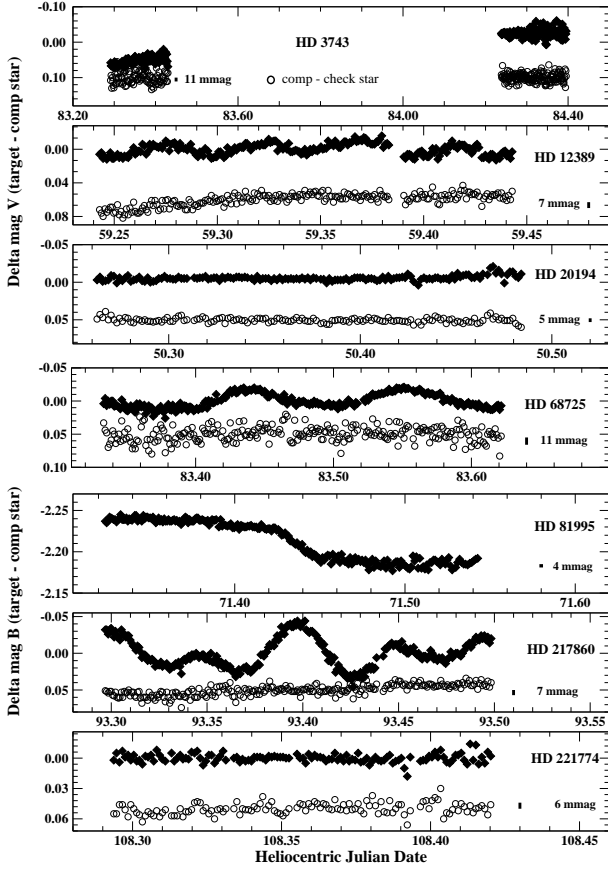 -0.10
0.00
0.10
HD 3743
11 mmag
comp - check star
83.20 83.60 84.00 84.40
0.00
0.04
0.08
HD 12389
7 mmag
59.25 59.30 59.35 59.40 59.45
Delta mag V (target - comp star)
-0.05
0.00
0.05
HD 20194
5 mmag
50.30 50.40 50.50
-0.05
0.00
0.05
0.10
HD 68725
11 mmag
83.40 83.50 83.60
-2.25
-2.20
-2.15
HD 81995
4 mmag
71.40 71.50 71.60
Delta mag B (target - comp star)
-0.05
0.00
0.05
HD 217860
7 mmag
93.30 93.35 93.40 93.45 93.50 93.55
0.00
0.03
0.06
HD 221774
6 mmag
108.30 108.35 108.40 108.45
Heliocentric Julian Date